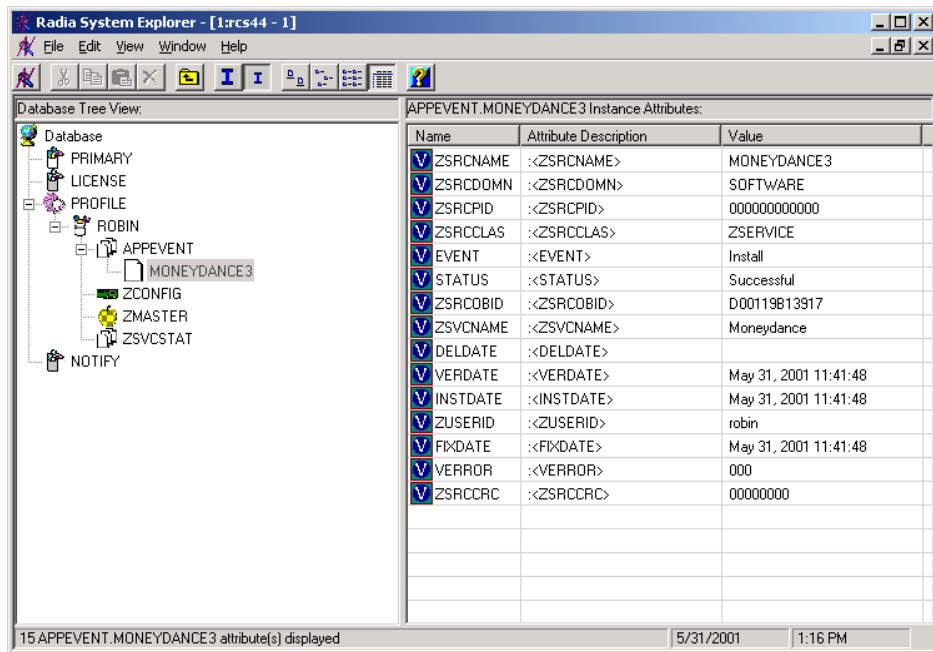 Radia System Explorer - [1:rcs44 - 1]
File Edit View Window Help
Database Tree View:
APPEVENT.MONEYDANCE3 Instance Attributes:
Database
PRIMARY
LICENSE
PROFILE
ROBIN
APPEVENT
MONEYDANCE3
ZCONFIG
ZMASTER
ZSVCSTAT
NOTIFY
Name Attribute Description Value
V ZSRCNAME :<ZSRCNAME> MONEYDANCE3
V ZSRCDOMN :<ZSRCDOMN> SOFTWARE
V ZSRCPID :<ZSRCPID> 000000000000
V ZSRCCLAS :<ZSRCCLAS> ZSERVICE
V EVENT :<EVENT> Install
V STATUS :<STATUS> Successful
V ZSRCOBID :<ZSRCOBID> D00119B13917
V ZSVCNAME :<ZSVCNAME> Moneydance
V DELDATE :<DELDATE>
V VERDATE :<VERDATE> May 31, 2001 11:41:48
V INSTDATE :<INSTDATE> May 31, 2001 11:41:48
V ZUSERID :<ZUSERID> robin
V FIXDATE :<FIXDATE> May 31, 2001 11:41:48
V VERROR :<VERROR> 000
V ZSRCCRC :<ZSRCCRC> 00000000
15 APPEVENT.MONEYDANCE3 attribute(s) displayed 5/31/2001 1:16 PM